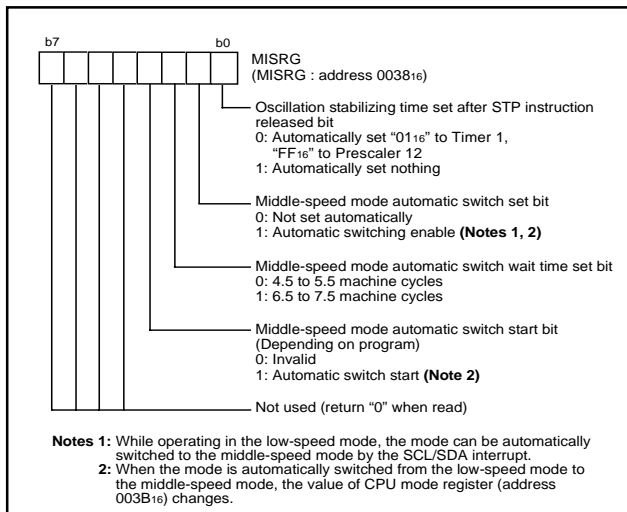 b7 b0
MISRG
(MISRG : address 003816)
Oscillation stabilizing time set after STP instruction
released bit
0: Automatically set “0116” to Timer 1,
“FF16” to Prescaler 12
1: Automatically set nothing
Middle-speed mode automatic switch set bit
0: Not set automatically
1: Automatic switching enable (Notes 1, 2)
Middle-speed mode automatic switch wait time set bit
0: 4.5 to 5.5 machine cycles
1: 6.5 to 7.5 machine cycles
Middle-speed mode automatic switch start bit
(Depending on program)
0: Invalid
1: Automatic switch start (Note 2)
Not used (return “0” when read)
Notes 1: While operating in the low-speed mode, the mode can be automatically
switched to the middle-speed mode by the SCL/SDA interrupt.
2: When the mode is automatically switched from the low-speed mode to
the middle-speed mode, the value of CPU mode register (address
003B16) changes.